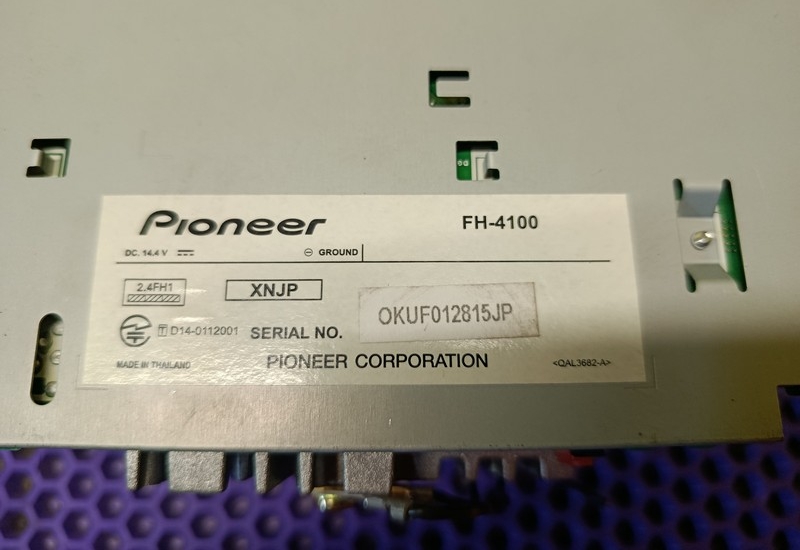 Pioneer
FH-4100
DC. 14.4 V
⊖ GROUND
2.4FH1
XNJP
T D14-0112001
SERIAL NO.
OKUF012815JP
MADE IN THAILAND
PIONEER CORPORATION
<QAL3682-A>